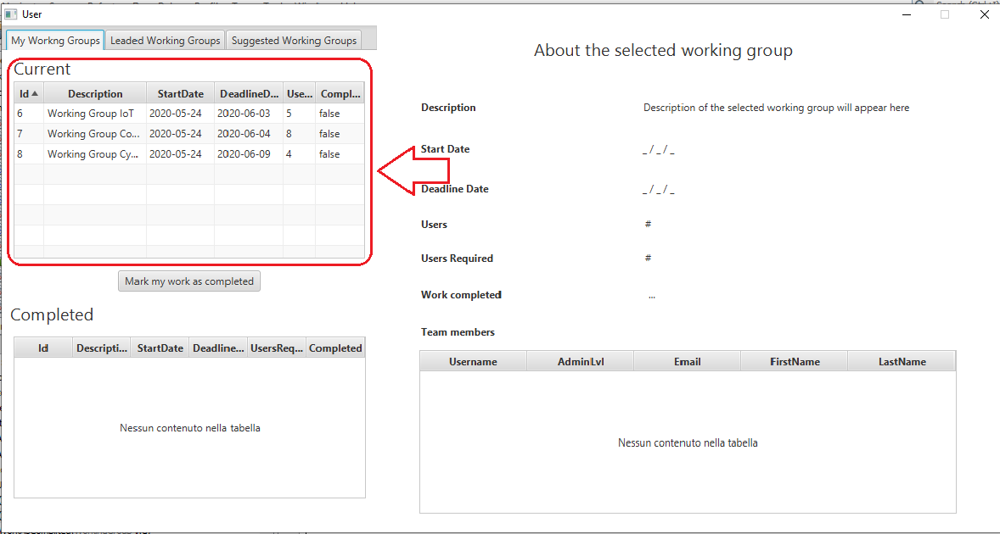 User
My Workng Groups Leaded Working Groups Suggested Working Groups
Current
Id Description StartDate DeadlineD... Use... Compl...
6 Working Group IoT 2020-05-24 2020-06-03 5 false
7 Working Group Co... 2020-05-24 2020-06-04 8 false
8 Working Group Cy... 2020-05-24 2020-06-09 4 false
Mark my work as completed
Completed
Id Descripti... StartDate Deadline... UsersReq... Completed
Nessun contenuto nella tabella
About the selected working group
Description Description of the selected working group will appear here
Start Date _/_/_
Deadline Date _/_/_
Users #
Users Required #
Work completed ...
Team members
Username AdminLvl Email FirstName LastName
Nessun contenuto nella tabella